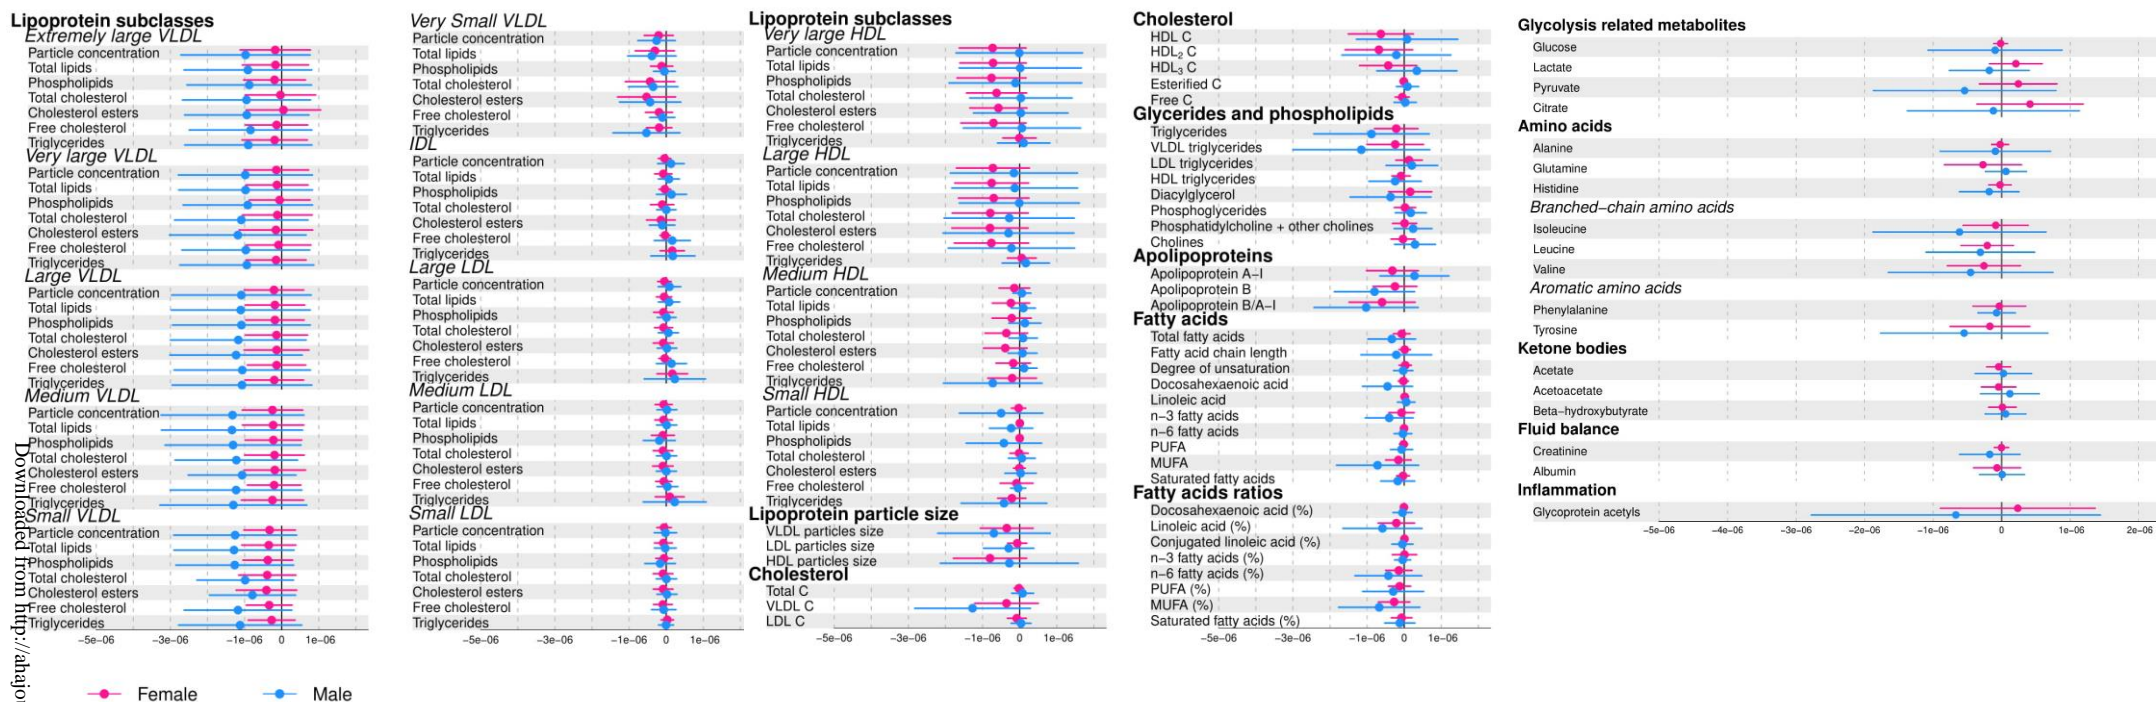 Lipoprotein subclasses
Extremely large VLDL
Particle concentration
Total lipids
Phospholipids
Total cholesterol
Cholesterol esters
Free cholesterol
Triglycerides
Very large VLDL
Particle concentration
Total lipids
Phospholipids
Total cholesterol
Cholesterol esters
Free cholesterol
Triglycerides
Large VLDL
Particle concentration
Total lipids
Phospholipids
Total cholesterol
Cholesterol esters
Free cholesterol
Triglycerides
Medium VLDL
Particle concentration
Total lipids
Phospholipids
Total cholesterol
Cholesterol esters
Free cholesterol
Triglycerides
Small VLDL
Particle concentration
Total lipids
Phospholipids
Total cholesterol
Cholesterol esters
Free cholesterol
Triglycerides
−5e−06 −3e−06 −1e−06 0 1e−06
Very Small VLDL
Particle concentration
Total lipids
Phospholipids
Total cholesterol
Cholesterol esters
Free cholesterol
Triglycerides
IDL
Particle concentration
Total lipids
Phospholipids
Total cholesterol
Cholesterol esters
Free cholesterol
Triglycerides
Large LDL
Particle concentration
Total lipids
Phospholipids
Total cholesterol
Cholesterol esters
Free cholesterol
Triglycerides
Medium LDL
Particle concentration
Total lipids
Phospholipids
Total cholesterol
Cholesterol esters
Free cholesterol
Triglycerides
Small LDL
Particle concentration
Total lipids
Phospholipids
Total cholesterol
Cholesterol esters
Free cholesterol
Triglycerides
−5e−06 −3e−06 −1e−06 0 1e−06
Lipoprotein subclasses
Very large HDL
Particle concentration
Total lipids
Phospholipids
Total cholesterol
Cholesterol esters
Free cholesterol
Triglycerides
Large HDL
Particle concentration
Total lipids
Phospholipids
Total cholesterol
Cholesterol esters
Free cholesterol
Triglycerides
Medium HDL
Particle concentration
Total lipids
Phospholipids
Total cholesterol
Cholesterol esters
Free cholesterol
Triglycerides
Small HDL
Particle concentration
Total lipids
Phospholipids
Total cholesterol
Cholesterol esters
Free cholesterol
Triglycerides
Lipoprotein particle size
VLDL particles size
LDL particles size
HDL particles size
Cholesterol
Total C
VLDL C
LDL C
−5e−06 −3e−06 −1e−06 0 1e−06
Cholesterol
HDL C
HDL2 C
HDL3 C
Esterified C
Free C
Glycerides and phospholipids
Triglycerides
VLDL triglycerides
LDL triglycerides
HDL triglycerides
Diacylglycerol
Phosphoglycerides
Phosphatidylcholine + other cholines
Cholines
Apolipoproteins
Apolipoprotein A−I
Apolipoprotein B
Apolipoprotein B/A−I
Fatty acids
Total fatty acids
Fatty acid chain length
Degree of unsaturation
Docosahexaenoic acid
Linoleic acid
n−3 fatty acids
n−6 fatty acids
PUFA
MUFA
Saturated fatty acids
Fatty acids ratios
Docosahexaenoic acid (%)
Linoleic acid (%)
Conjugated linoleic acid (%)
n−3 fatty acids (%)
n−6 fatty acids (%)
PUFA (%)
MUFA (%)
Saturated fatty acids (%)
−5e−06 −3e−06 −1e−06 0 1e−06
Glycolysis related metabolites
Glucose
Lactate
Pyruvate
Citrate
Amino acids
Alanine
Glutamine
Histidine
Branched−chain amino acids
Isoleucine
Leucine
Valine
Aromatic amino acids
Phenylalanine
Tyrosine
Ketone bodies
Acetate
Acetoacetate
Beta−hydroxybutyrate
Fluid balance
Creatinine
Albumin
Inflammation
Glycoprotein acetyls
−5e−06 −4e−06 −3e−06 −2e−06 −1e−06 0 1e−06 2e−06
Female Male
Downloaded from http://ahajou